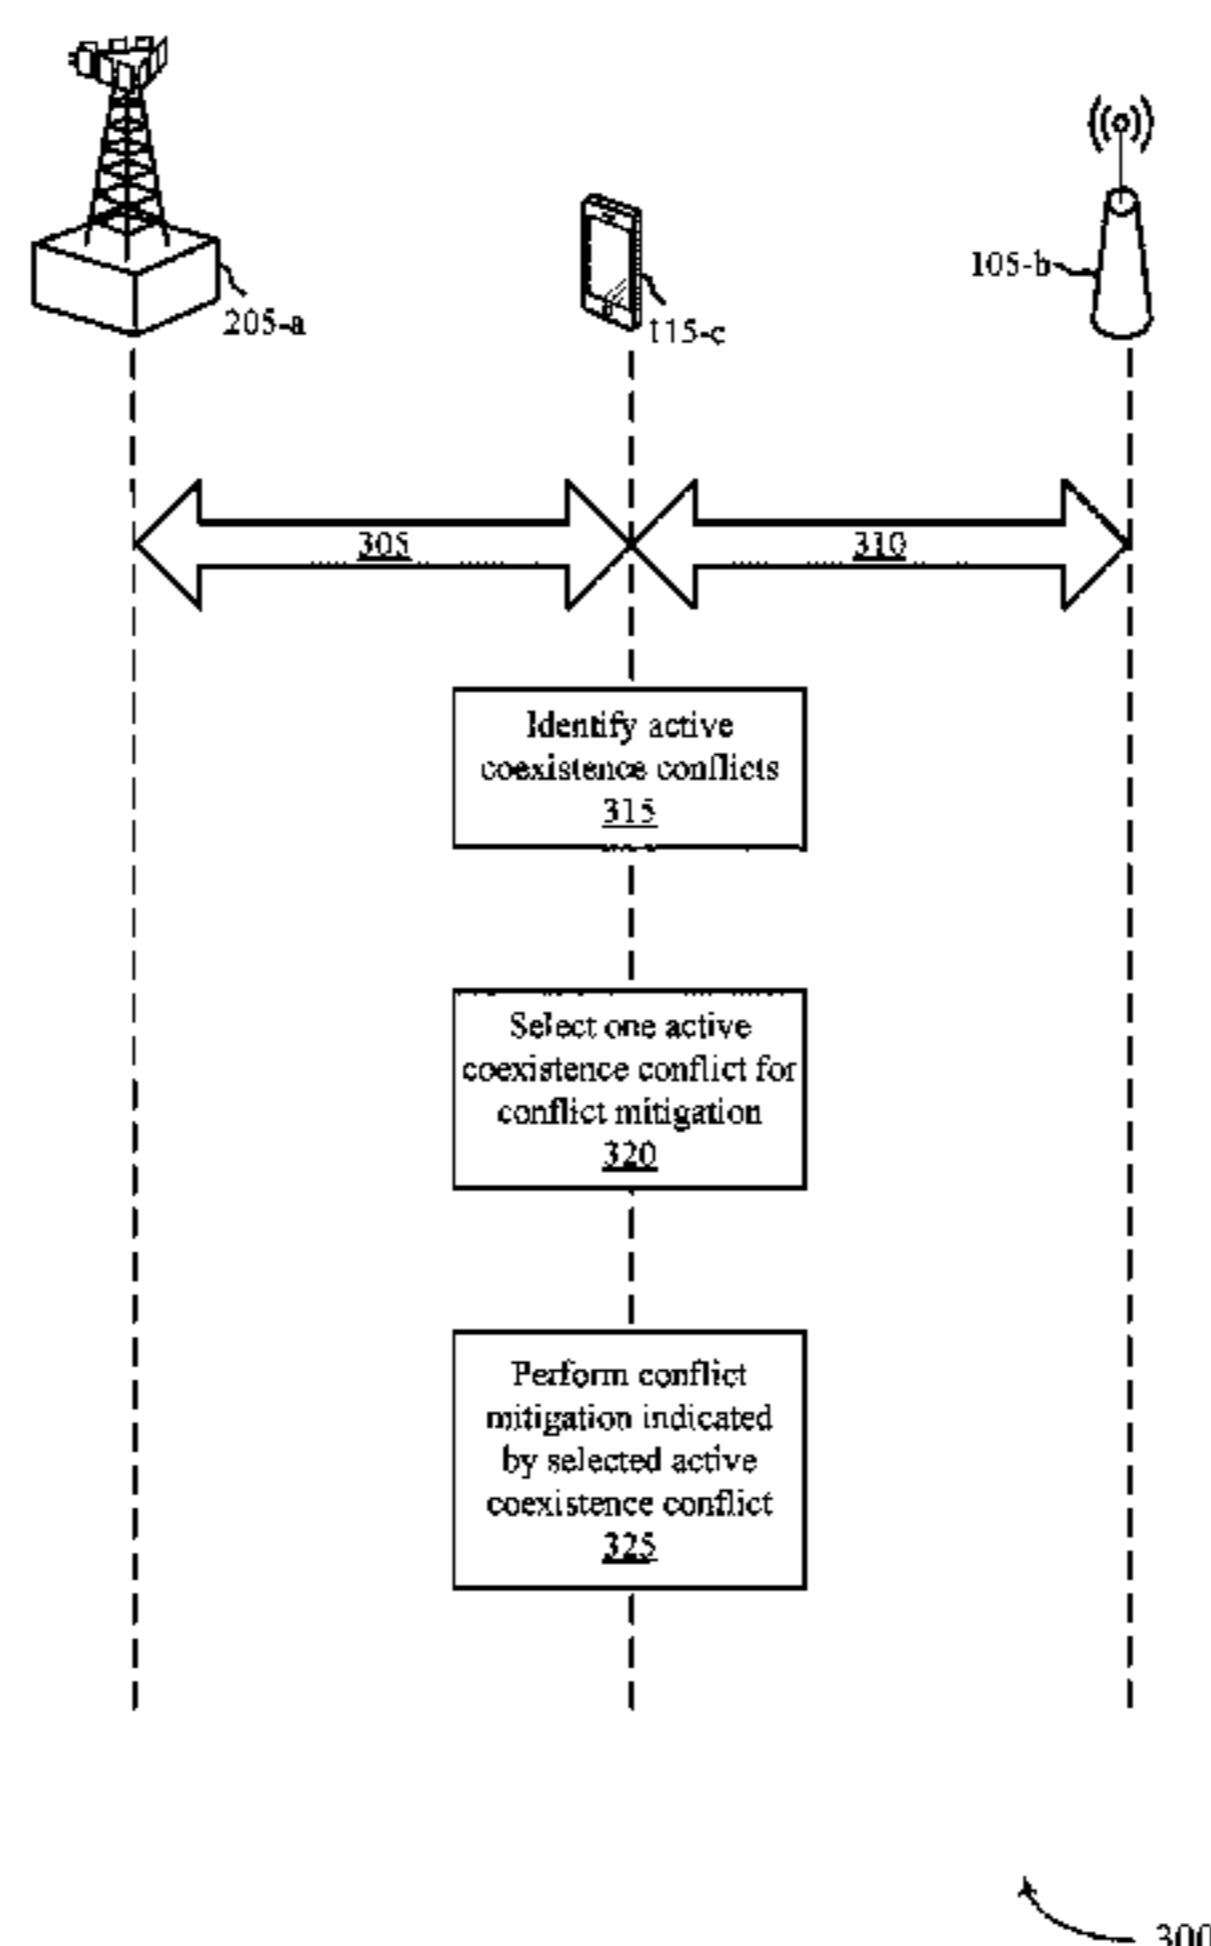 205-a
115-c
105-b
305
310
Identify active
coexistence conflicts
315
Select one active
coexistence conflict for
conflict mitigation
320
Perform conflict
mitigation indicated
by selected active
coexistence conflict
325
300